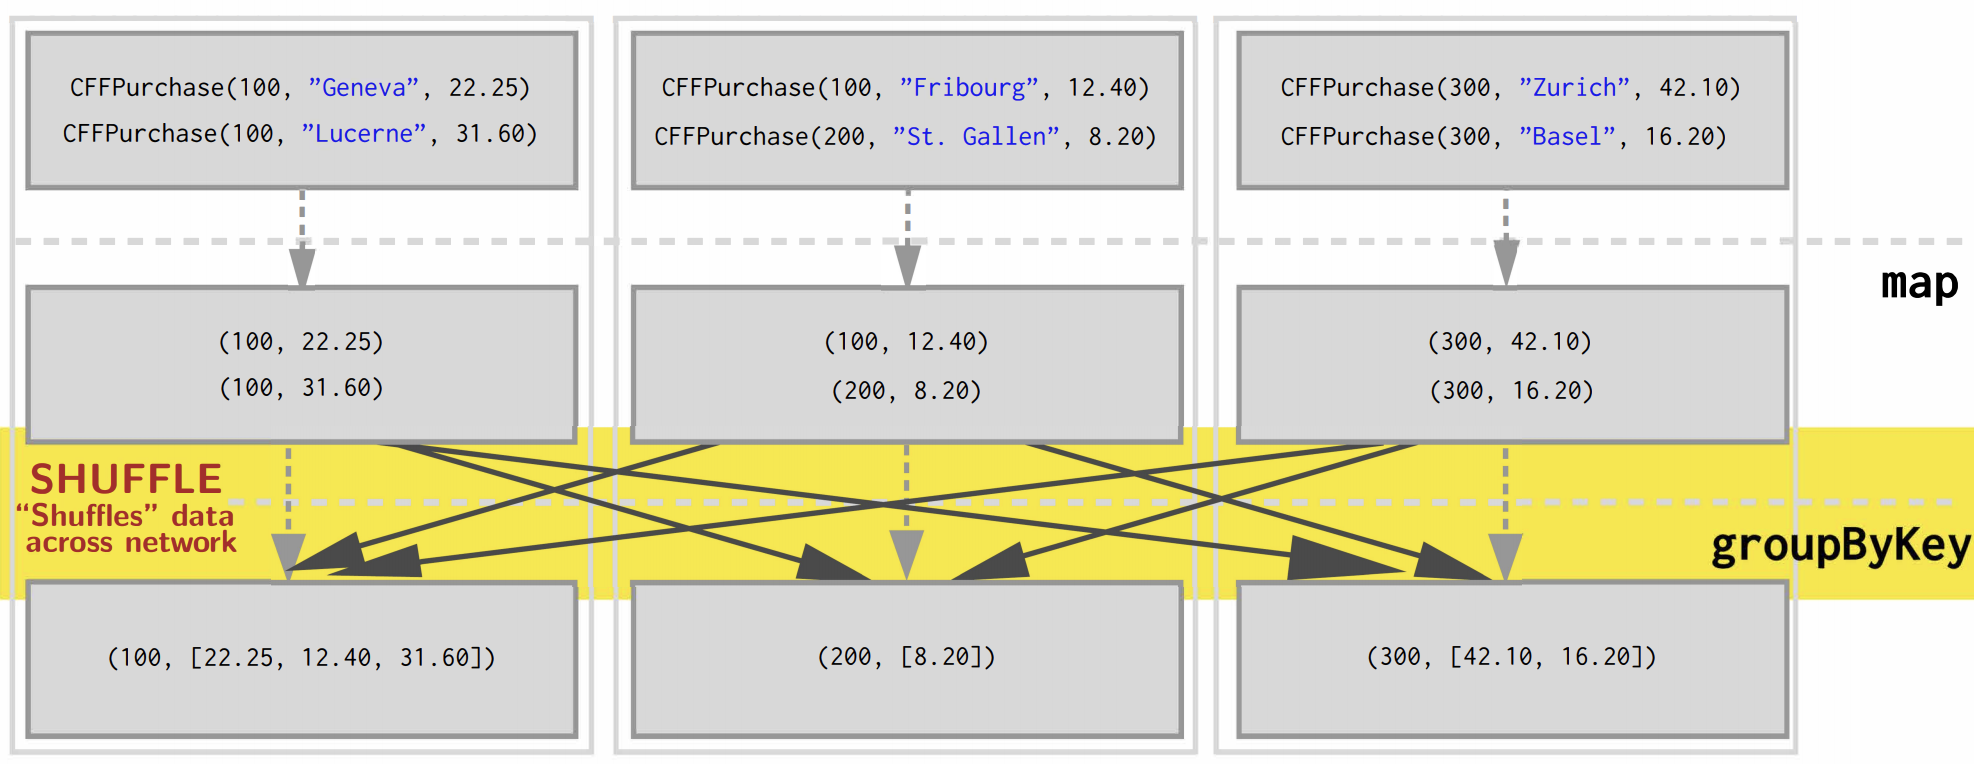 CFFPurchase(100, ”Geneva”, 22.25)
CFFPurchase(100, ”Lucerne”, 31.60)
CFFPurchase(100, ”Fribourg”, 12.40)
CFFPurchase(200, ”St. Gallen”, 8.20)
CFFPurchase(300, ”Zurich”, 42.10)
CFFPurchase(300, ”Basel”, 16.20)
map
(100, 22.25)
(100, 31.60)
(100, 12.40)
(200, 8.20)
(300, 42.10)
(300, 16.20)
SHUFFLE
“Shuffles” data
across network
groupByKey
(100, [22.25, 12.40, 31.60])
(200, [8.20])
(300, [42.10, 16.20])